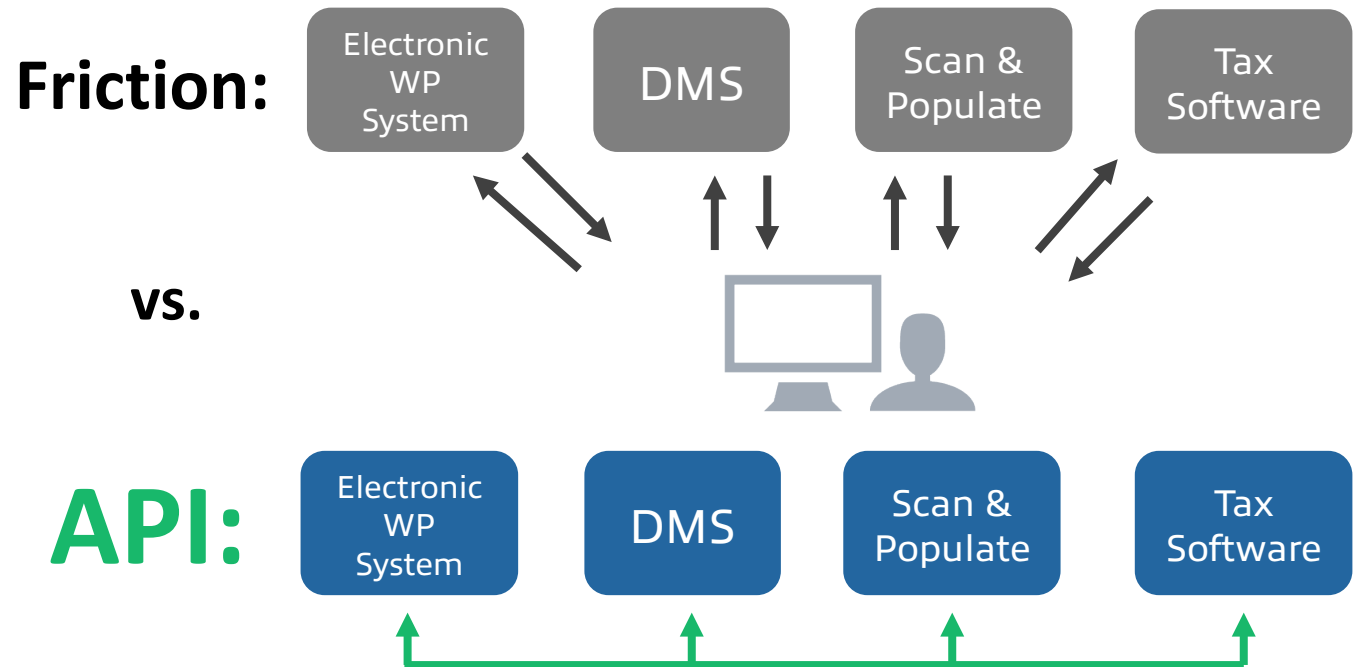 Friction:
Electronic
WP
System
DMS
Scan &
Populate
Tax
Software
vs.
API:
Electronic
WP
System
DMS
Scan &
Populate
Tax
Software